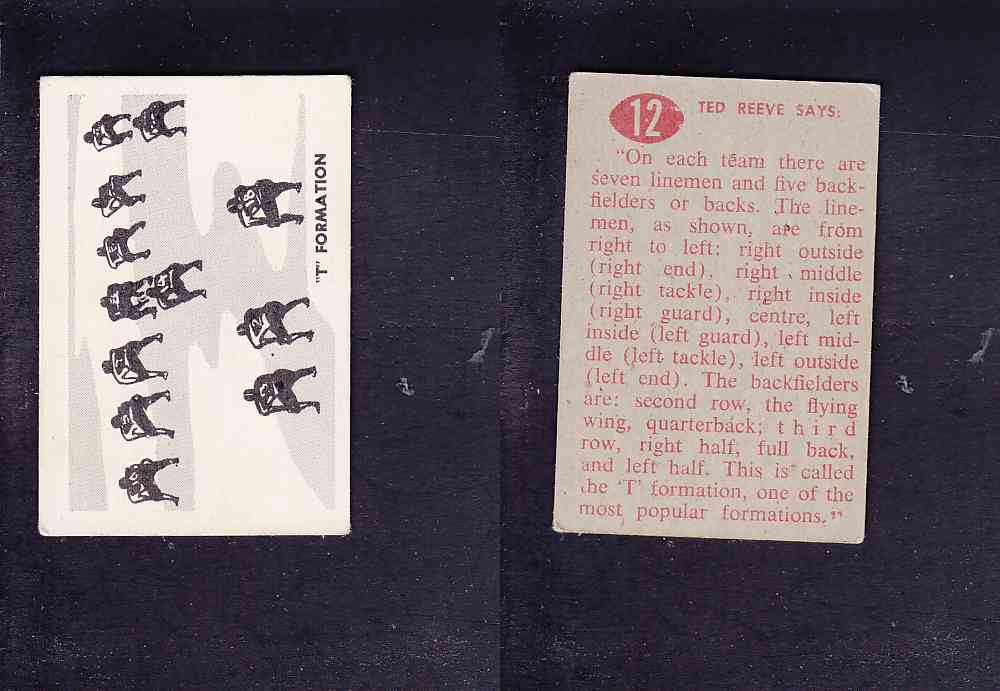 "T" FORMATION
12 TED REEVE SAYS:
"On each team there are
seven linemen and five back-
fielders or backs. The line-
men, as shown, are from
right to left: right outside
(right end), right middle
(right tackle), right inside
(right guard), centre, left
inside (left guard), left mid-
dle (left tackle), left outside
(left end). The backfielders
are: second row, the flying
wing, quarterback; third
row, right half, full back,
and left half. This is called
the 'T' formation, one of the
most popular formations."